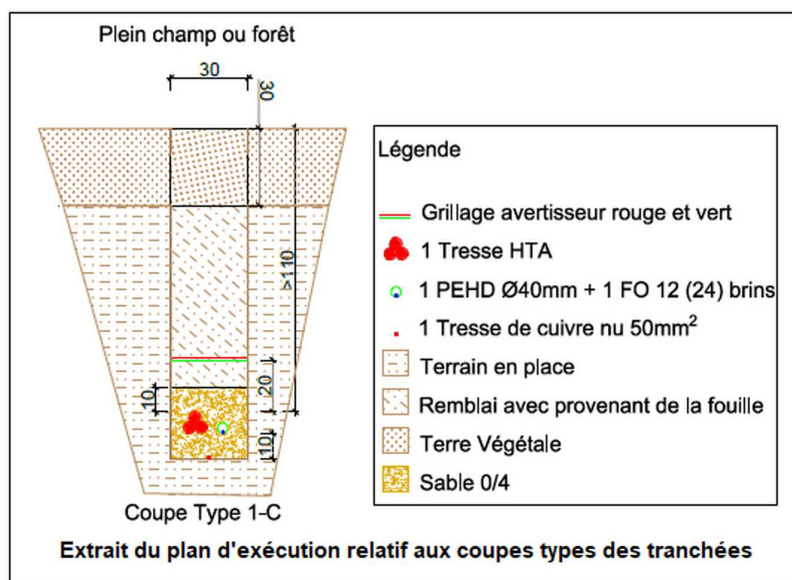 Plein champ ou forêt
30
30
>110
20
10
10
Coupe Type 1-C
Légende
Grillage avertisseur rouge et vert
1 Tresse HTA
1 PEHD Ø40mm + 1 FO 12 (24) brins
1 Tresse de cuivre nu 50mm²
Terrain en place
Remblai avec provenant de la fouille
Terre Végétale
Sable 0/4
Extrait du plan d'exécution relatif aux coupes types des tranchées